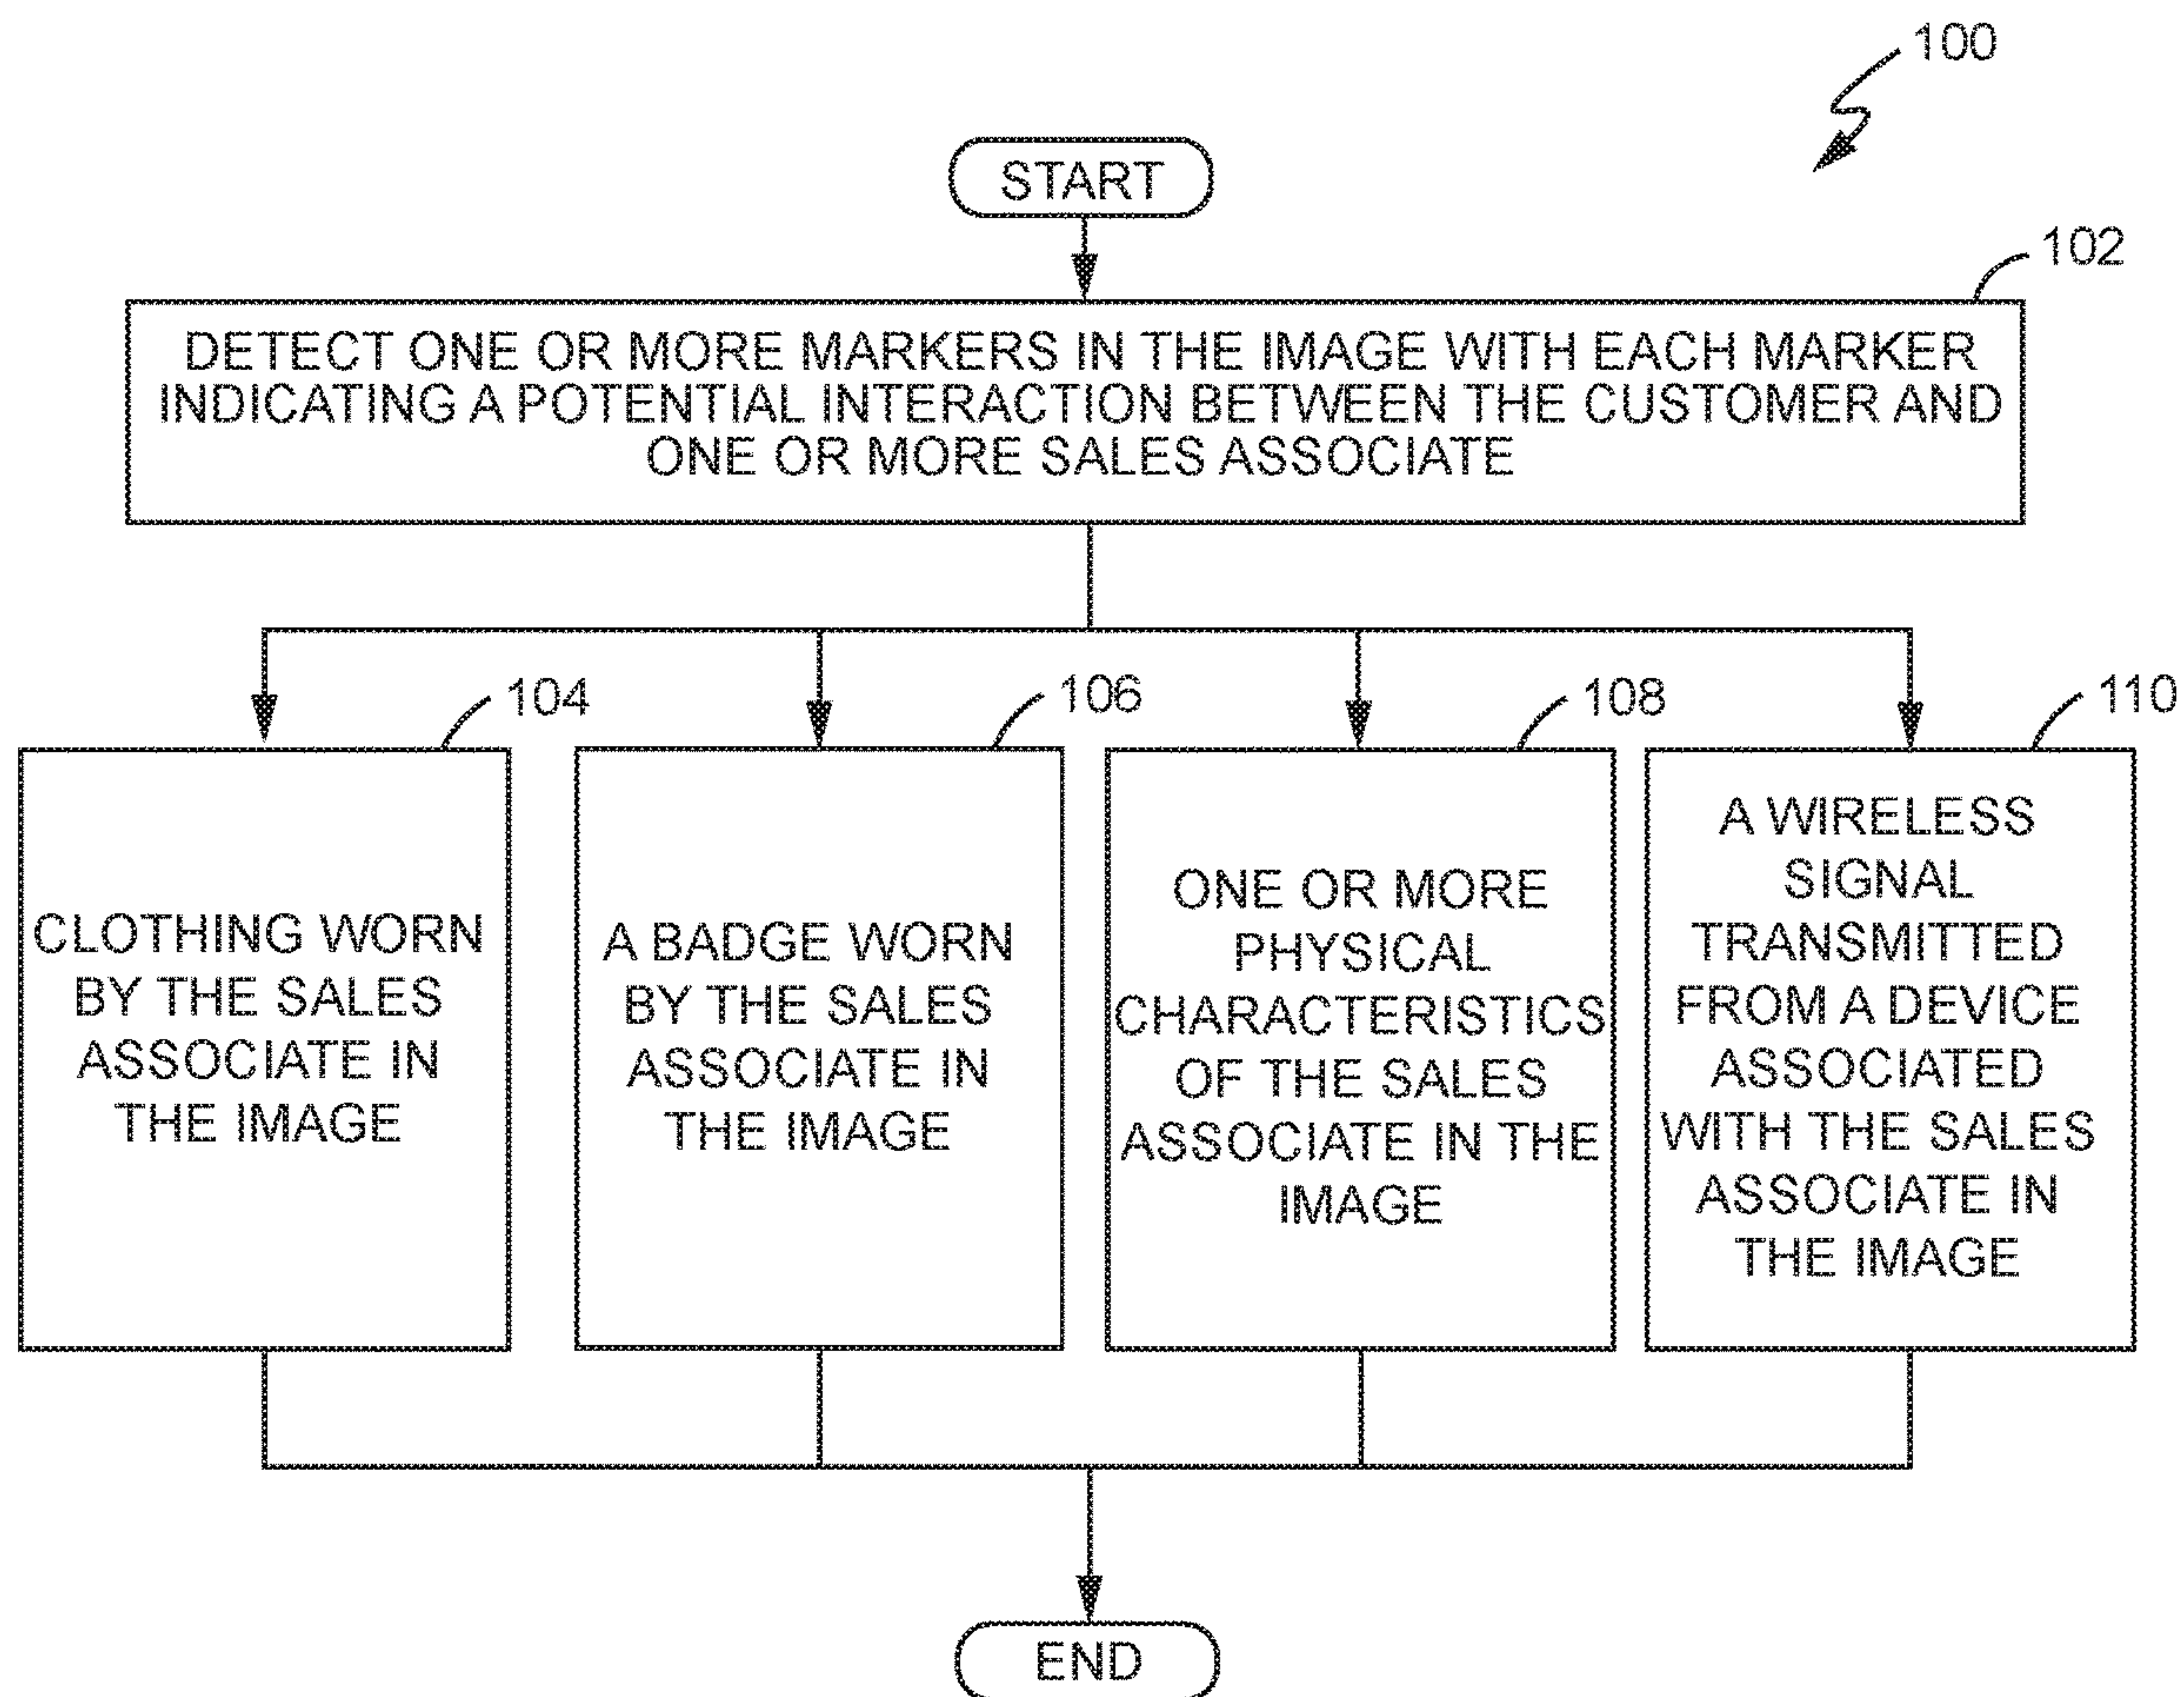 100
START
102
DETECT ONE OR MORE MARKERS IN THE IMAGE WITH EACH MARKER
INDICATING A POTENTIAL INTERACTION BETWEEN THE CUSTOMER AND
ONE OR MORE SALES ASSOCIATE
104
CLOTHING WORN
BY THE SALES
ASSOCIATE IN
THE IMAGE
106
A BADGE WORN
BY THE SALES
ASSOCIATE IN
THE IMAGE
108
ONE OR MORE
PHYSICAL
CHARACTERISTICS
OF THE SALES
ASSOCIATE IN THE
IMAGE
110
A WIRELESS
SIGNAL
TRANSMITTED
FROM A DEVICE
ASSOCIATED
WITH THE SALES
ASSOCIATE IN
THE IMAGE
END